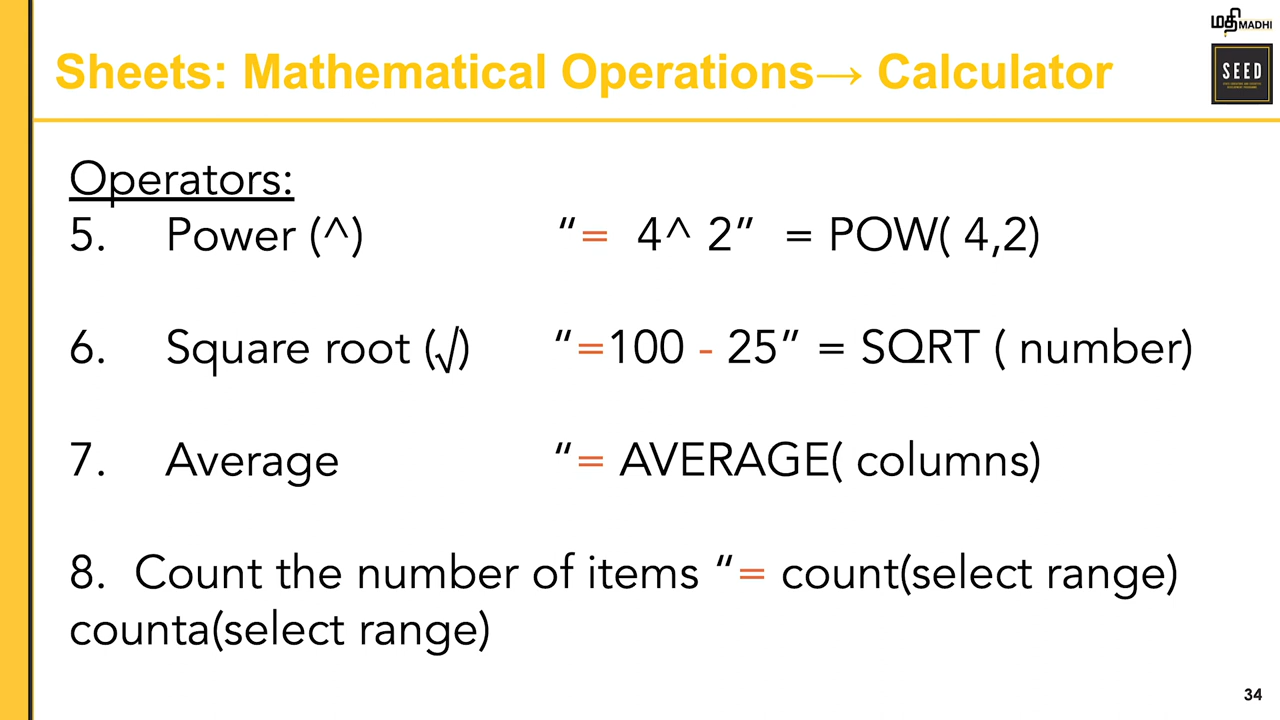 மதி MADHI
Sheets: Mathematical Operations→ Calculator
SEED
Operators:
5. Power (^) “= 4^ 2” = POW( 4,2)
6. Square root (√) “=100 - 25” = SQRT ( number)
7. Average “= AVERAGE( columns)
8. Count the number of items “= count(select range)
counta(select range)
34